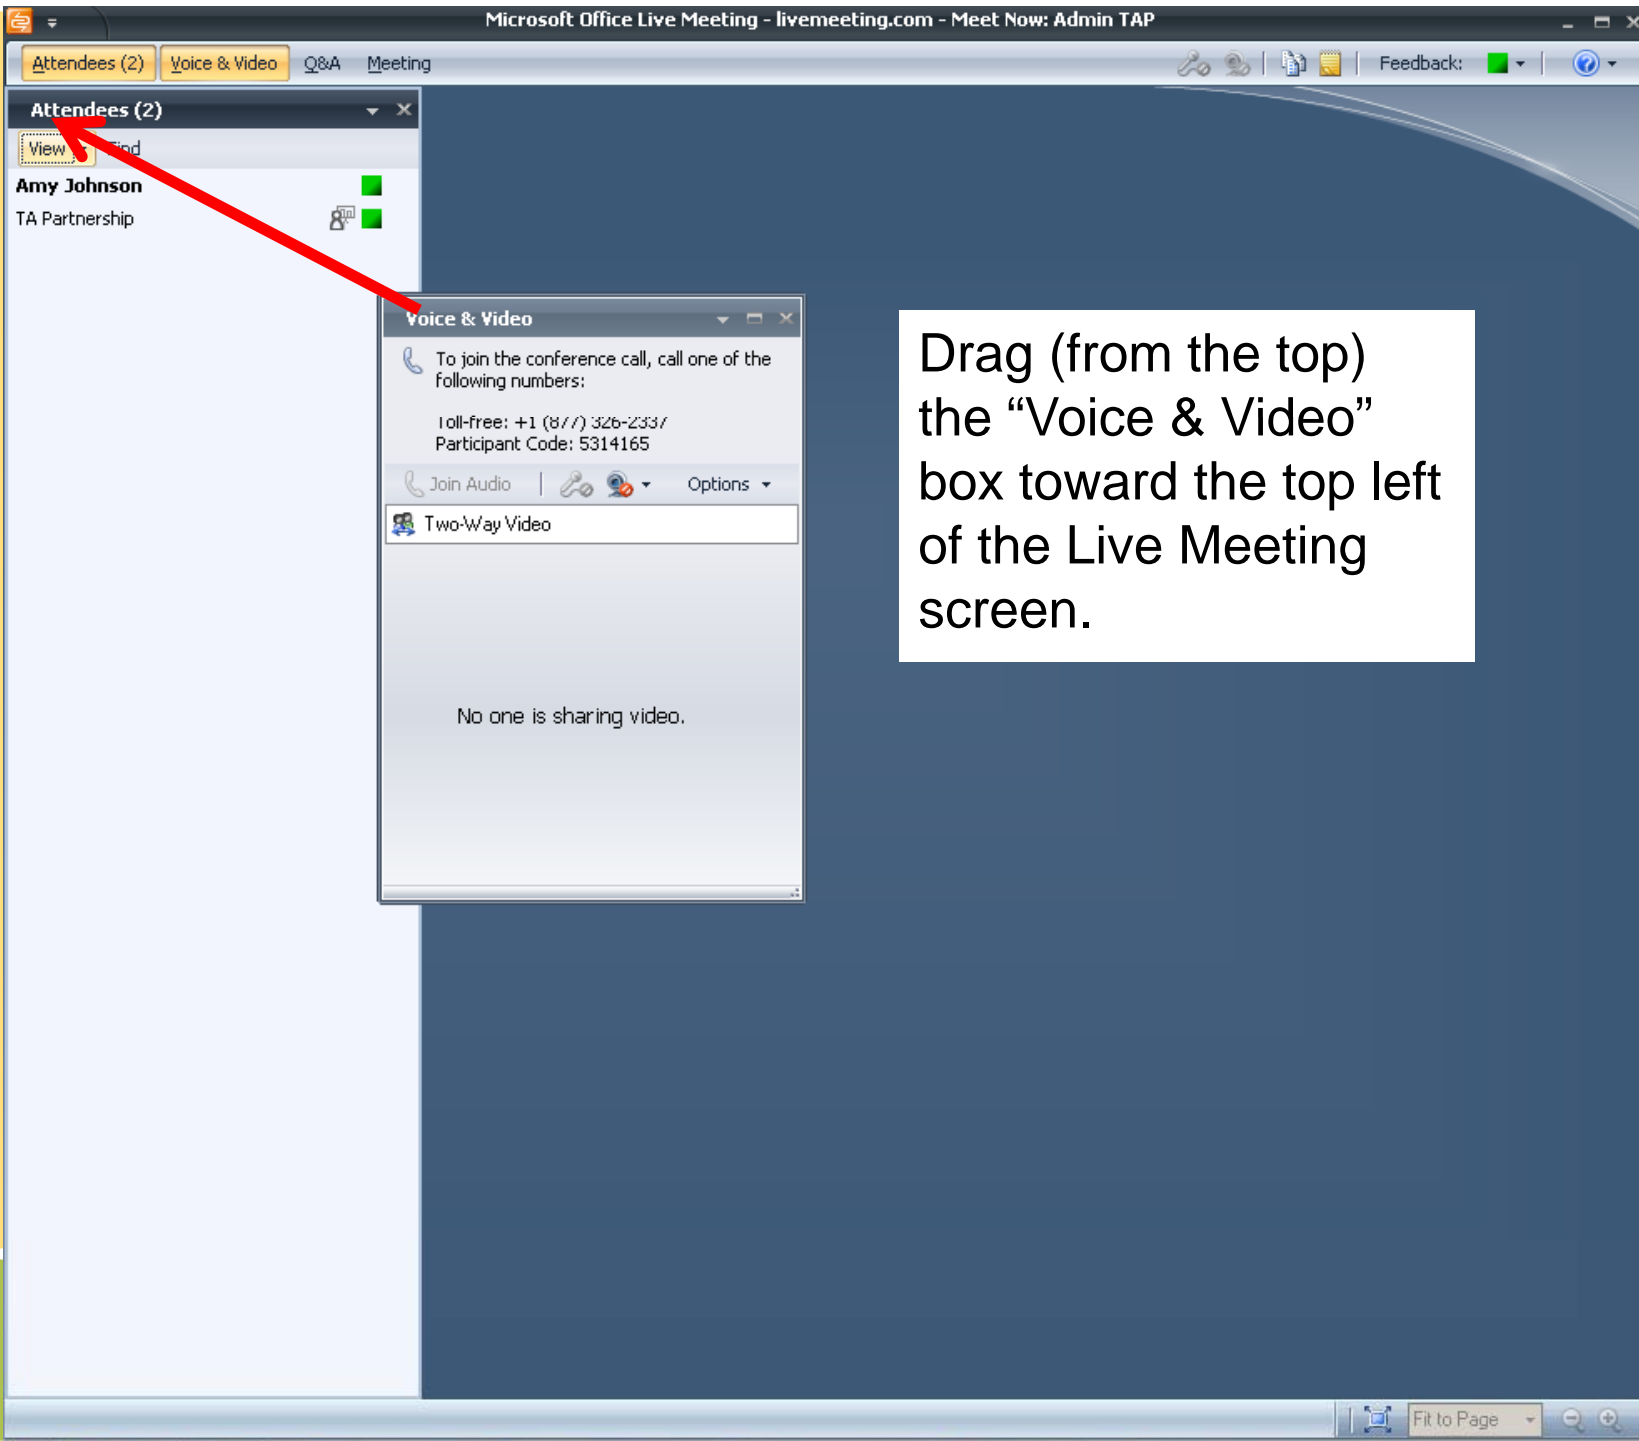 Microsoft Office Live Meeting - livemeeting.com - Meet Now: Admin TAP
Attendees (2) Voice & Video Q&A Meeting Feedback:
Attendees (2)
View Find
Amy Johnson
TA Partnership
Voice & Video
To join the conference call, call one of the
following numbers:
Toll-free: +1 (877) 326-2337
Participant Code: 5314165
Join Audio Options
Two-Way Video
No one is sharing video.
Drag (from the top)
the “Voice & Video”
box toward the top left
of the Live Meeting
screen.
Fit to Page